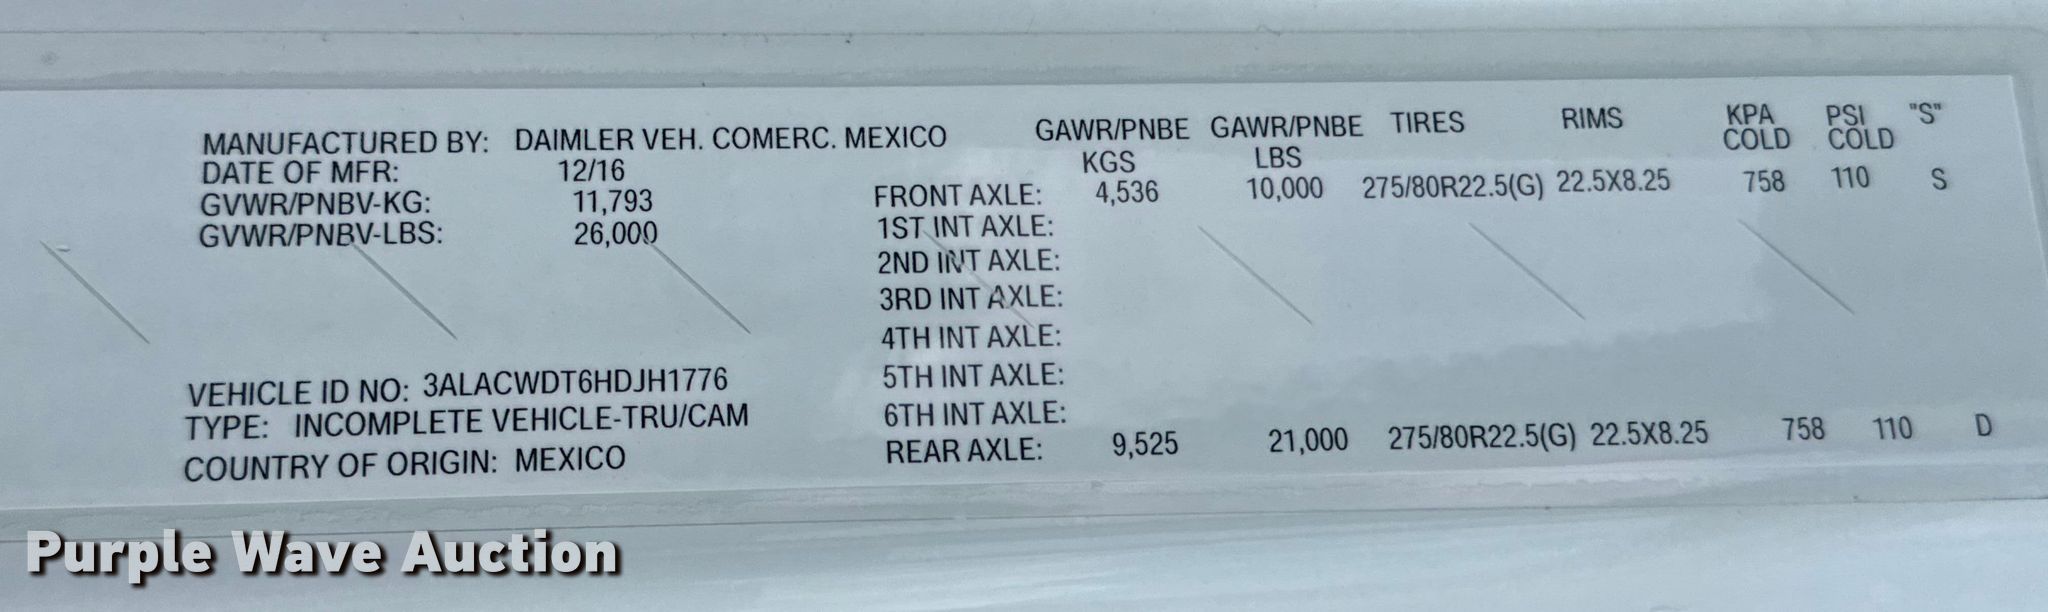 MANUFACTURED BY: DAIMLER VEH. COMERC. MEXICO
DATE OF MFR: 12/16
GVWR/PNBV-KG: 11,793
GVWR/PNBV-LBS: 26,000
VEHICLE ID NO: 3ALACWDT6HDJH1776
TYPE: INCOMPLETE VEHICLE-TRU/CAM
COUNTRY OF ORIGIN: MEXICO
GAWR/PNBE GAWR/PNBE TIRES RIMS KPA PSI "S"
KGS LBS COLD COLD
FRONT AXLE: 4,536 10,000 275/80R22.5(G) 22.5X8.25 758 110 S
1ST INT AXLE:
2ND INT AXLE:
3RD INT AXLE:
4TH INT AXLE:
5TH INT AXLE:
6TH INT AXLE:
REAR AXLE: 9,525 21,000 275/80R22.5(G) 22.5X8.25 758 110 D
Purple Wave Auction